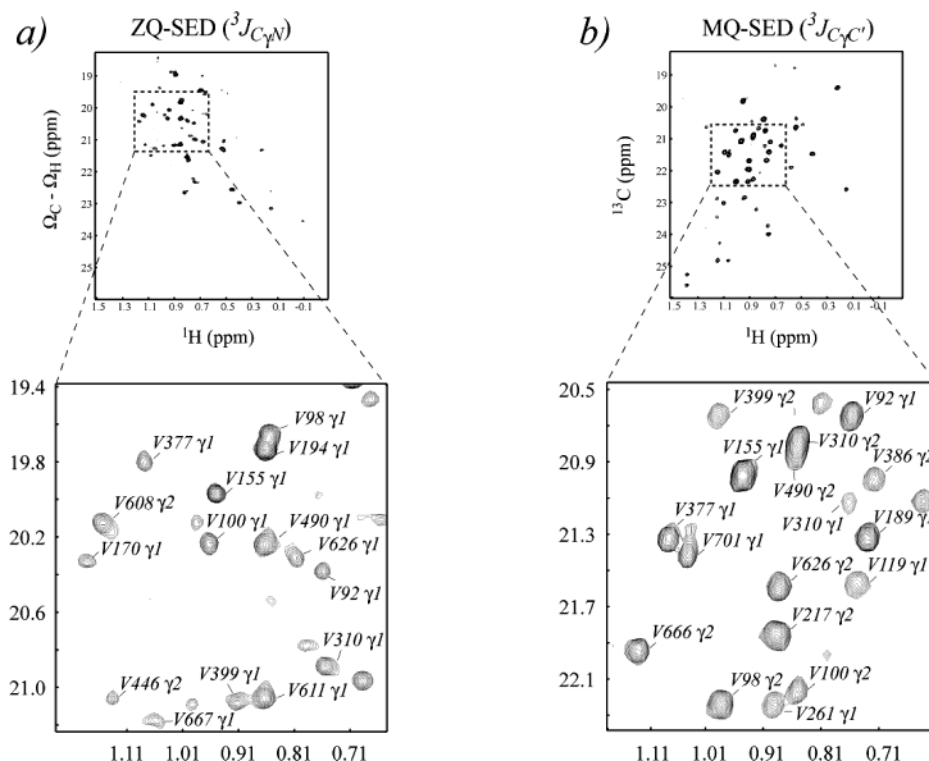 a)
ZQ-SED (³J_CγN)
Ω_C - Ω_H (ppm)
19
20
21
22
23
24
25
1.5 1.3 1.1 0.9 0.7 0.5 0.3 0.1 -0.1
¹H (ppm)
19.4
19.8
20.2
20.6
21.0
V98 γ1
V377 γ1
V194 γ1
V155 γ1
V608 γ2
V100 γ1
V490 γ1
V170 γ1
V626 γ1
V92 γ1
V310 γ1
V446 γ2
V399 γ1
V611 γ1
V667 γ1
1.11 1.01 0.91 0.81 0.71
b)
MQ-SED (³J_CγC')
¹³C (ppm)
19
20
21
22
23
24
25
1.5 1.3 1.1 0.9 0.7 0.5 0.3 0.1 -0.1
¹H (ppm)
20.5
20.9
21.3
21.7
22.1
V399 γ2
V92 γ1
V310 γ2
V155 γ1
V386 γ2
V490 γ2
V377 γ1
V310 γ1
V189 γ2
V701 γ1
V626 γ2
V119 γ1
V217 γ2
V666 γ2
V98 γ2
V100 γ2
V261 γ1
1.11 1.01 0.91 0.81 0.71